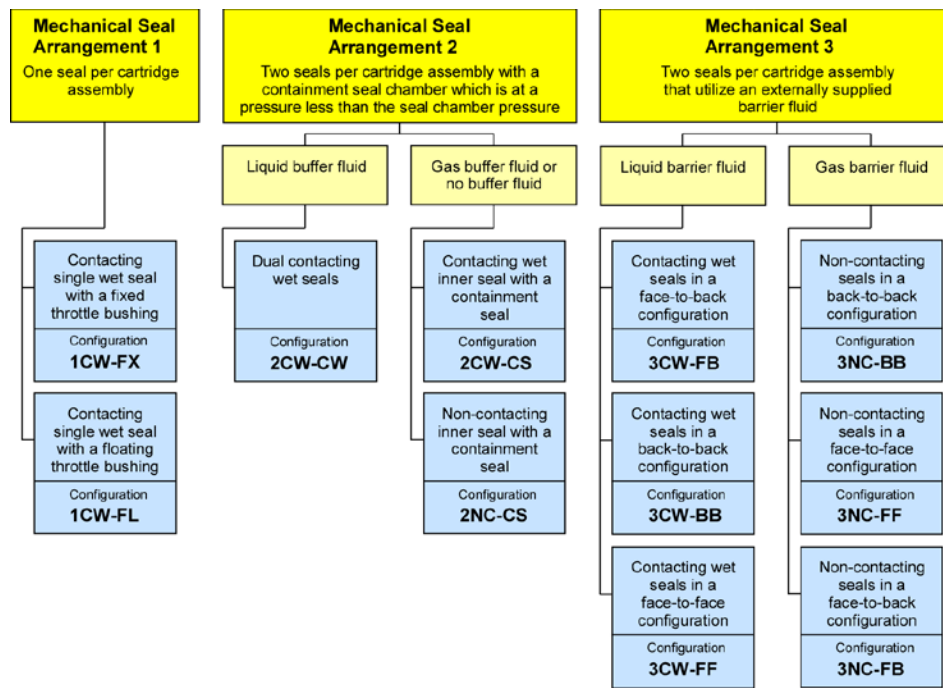 Mechanical Seal
Arrangement 1
One seal per cartridge
assembly
Mechanical Seal
Arrangement 2
Two seals per cartridge assembly with a
containment seal chamber which is at a
pressure less than the seal chamber pressure
Mechanical Seal
Arrangement 3
Two seals per cartridge assembly
that utilize an externally supplied
barrier fluid
Liquid buffer fluid
Gas buffer fluid or
no buffer fluid
Liquid barrier fluid
Gas barrier fluid
Contacting
single wet seal
with a fixed
throttle bushing
Configuration
1CW-FX
Dual contacting
wet seals
Configuration
2CW-CW
Contacting wet
inner seal with a
containment
seal
Configuration
2CW-CS
Contacting wet
seals in a
face-to-back
configuration
Configuration
3CW-FB
Non-contacting
seals in a
back-to-back
configuration
Configuration
3NC-BB
Contacting
single wet seal
with a floating
throttle bushing
Configuration
1CW-FL
Non-contacting
inner seal with a
containment
seal
Configuration
2NC-CS
Contacting wet
seals in a
back-to-back
configuration
Configuration
3CW-BB
Non-contacting
seals in a
face-to-face
configuration
Configuration
3NC-FF
Contacting wet
seals in a
face-to-face
configuration
Configuration
3CW-FF
Non-contacting
seals in a
face-to-back
configuration
Configuration
3NC-FB